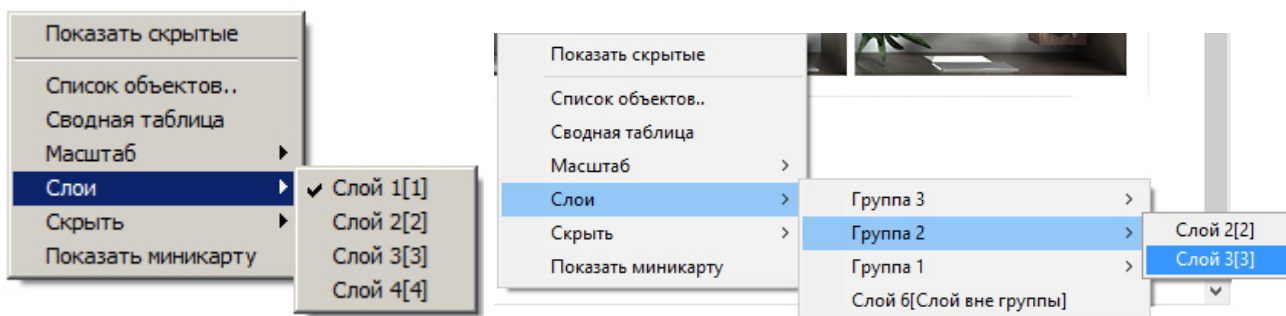 Показать скрытые
Список объектов..
Сводная таблица
Масштаб
Слои
Скрыть
Показать миникарту
Слой 1[1]
Слой 2[2]
Слой 3[3]
Слой 4[4]
Показать скрытые
Список объектов..
Сводная таблица
Масштаб
Слои
Скрыть
Показать миникарту
Группа 3
Группа 2
Группа 1
Слой 6[Слой вне группы]
Слой 2[2]
Слой 3[3]